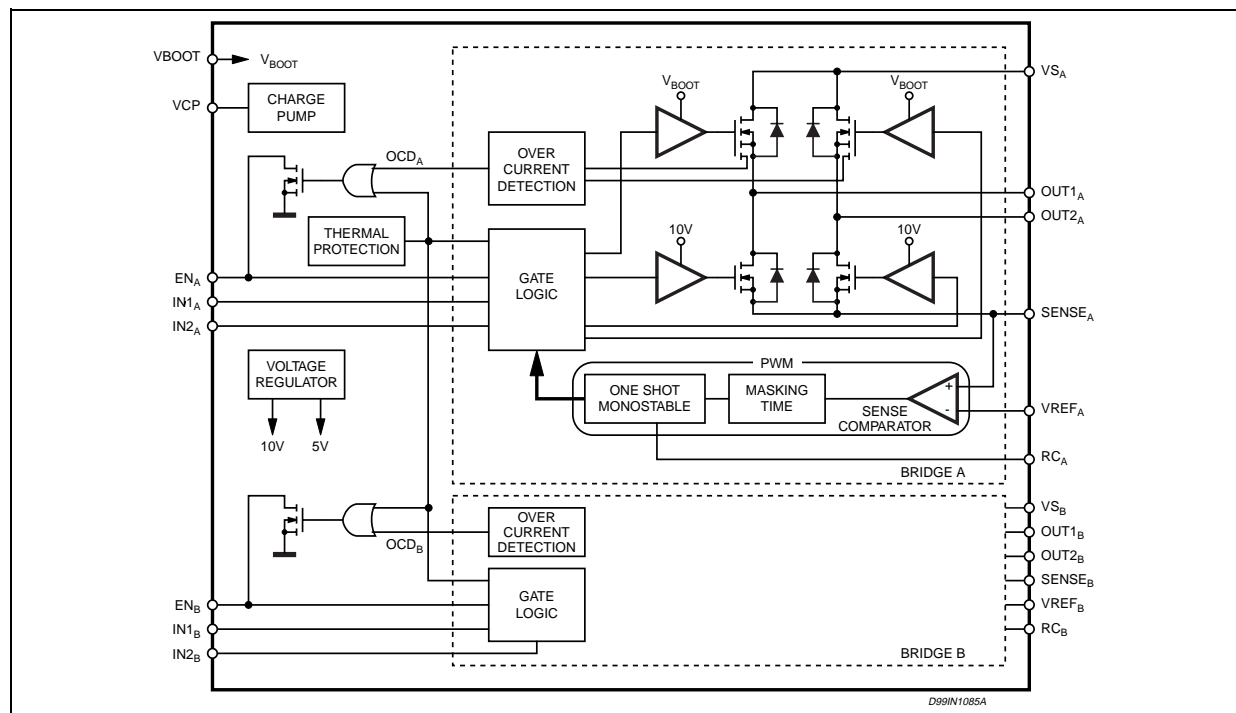 VBOOT
VBOOT
VCP
CHARGE
PUMP
VBOOT
VBOOT
VSA
OCDA
OVER
CURRENT
DETECTION
THERMAL
PROTECTION
OUT1A
OUT2A
10V
10V
ENA
GATE
LOGIC
IN1A
IN2A
SENSEA
VOLTAGE
REGULATOR
10V
5V
PWM
ONE SHOT
MONOSTABLE
MASKING
TIME
+
-
SENSE
COMPARATOR
VREFA
RCA
BRIDGE A
OCDB
OVER
CURRENT
DETECTION
VSB
OUT1B
OUT2B
SENSEB
ENB
GATE
LOGIC
VREFB
IN1B
RCB
IN2B
BRIDGE B
D99IN1085A